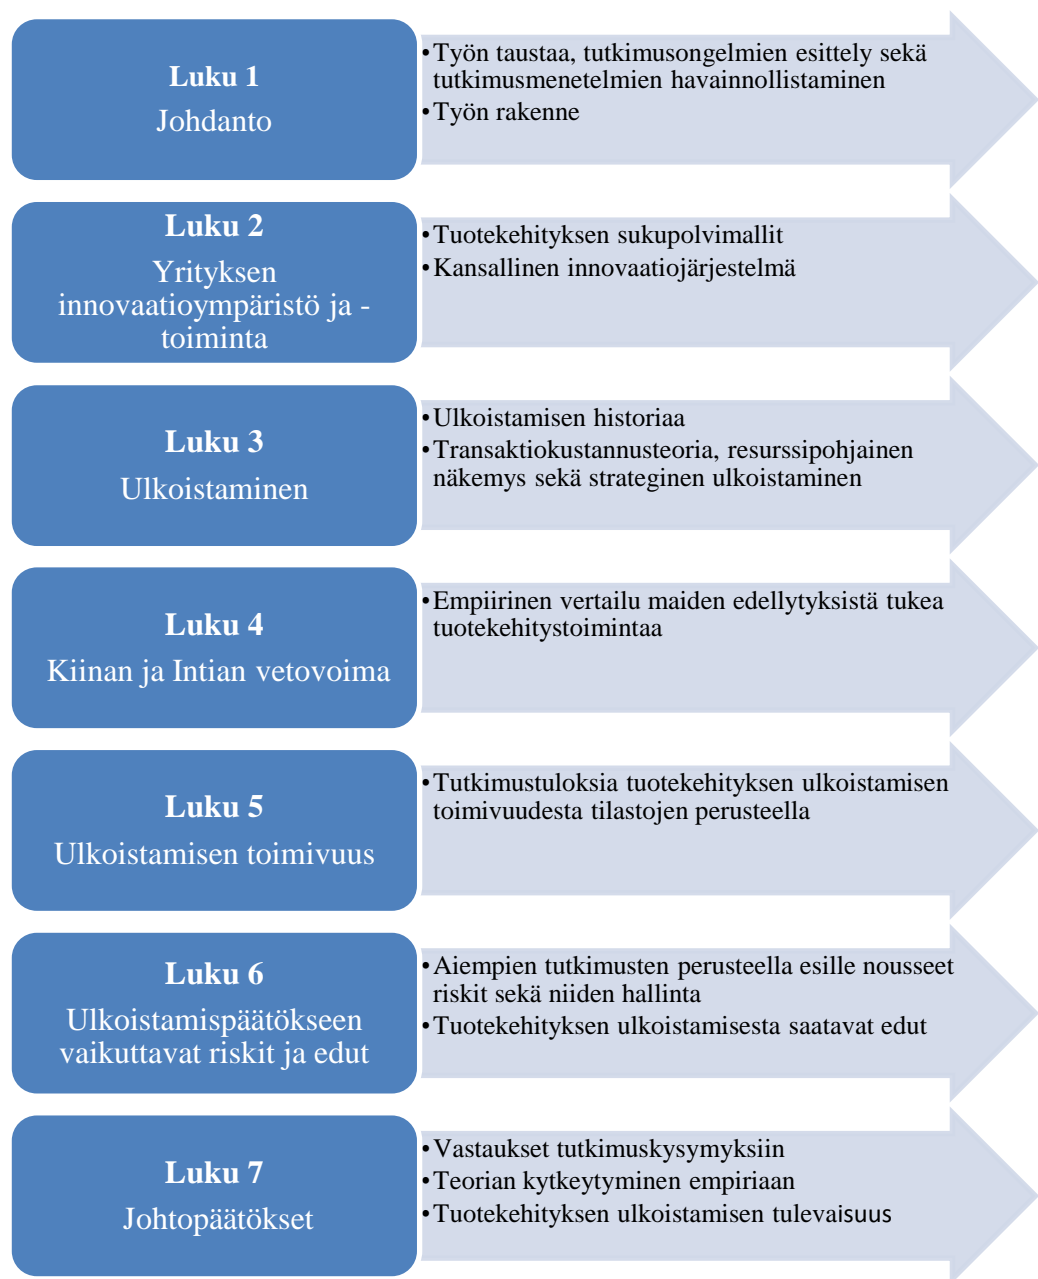 Luku 1
Johdanto
•Työn taustaa, tutkimusongelmien esittely sekä
tutkimusmenetelmien havainnollistaminen
•Työn rakenne
Luku 2
Yrityksen
innovaatioympäristö ja -
toiminta
•Tuotekehityksen sukupolvimallit
•Kansallinen innovaatiojärjestelmä
Luku 3
Ulkoistaminen
•Ulkoistamisen historiaa
•Transaktiokustannusteoria, resurssipohjainen
näkemys sekä strateginen ulkoistaminen
Luku 4
Kiinan ja Intian vetovoima
•Empiirinen vertailu maiden edellytyksistä tukea
tuotekehitystoimintaa
Luku 5
Ulkoistamisen toimivuus
•Tutkimustuloksia tuotekehityksen ulkoistamisen
toimivuudesta tilastojen perusteella
Luku 6
Ulkoistamispäätökseen
vaikuttavat riskit ja edut
•Aiempien tutkimusten perusteella esille nousseet
riskit sekä niiden hallinta
•Tuotekehityksen ulkoistamisesta saatavat edut
Luku 7
Johtopäätökset
•Vastaukset tutkimuskysymyksiin
•Teorian kytkeytyminen empiriaan
•Tuotekehityksen ulkoistamisen tulevaisuus